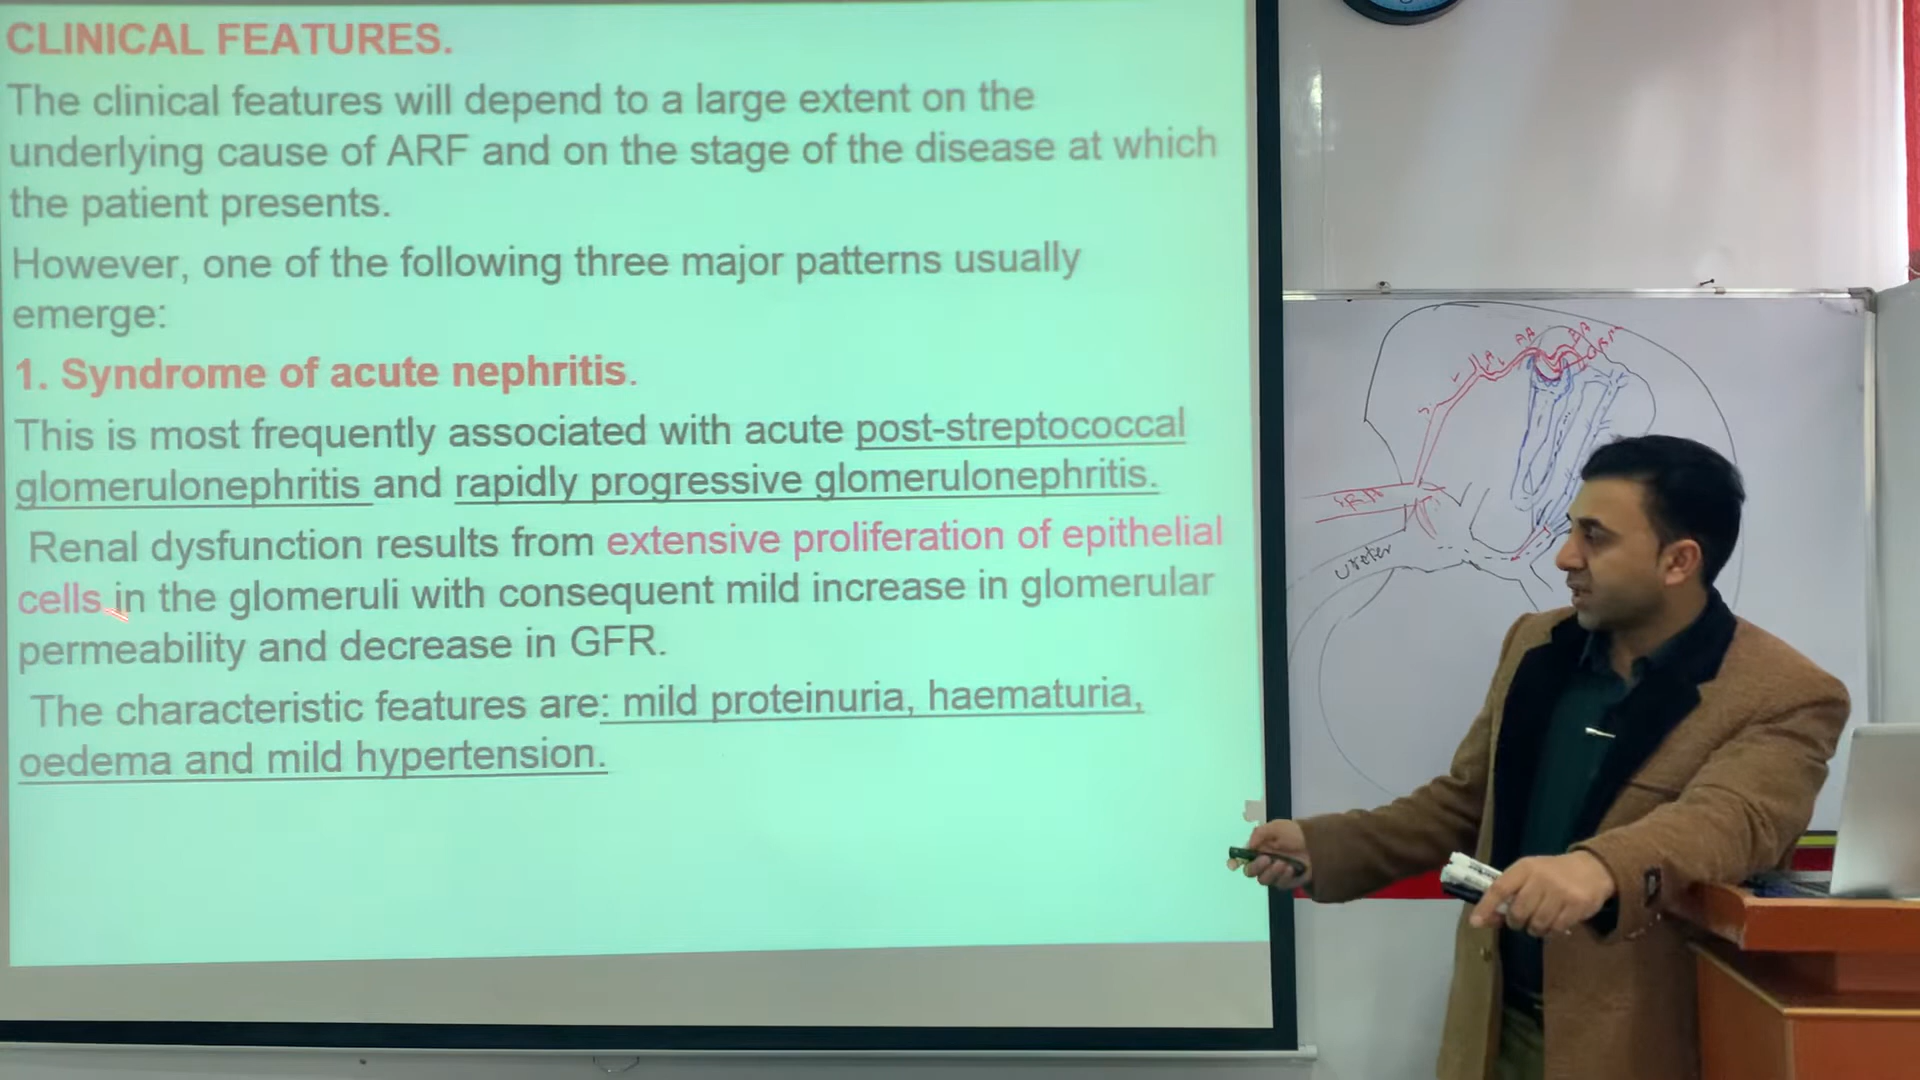 CLINICAL FEATURES.
The clinical features will depend to a large extent on the
underlying cause of ARF and on the stage of the disease at which
the patient presents.
However, one of the following three major patterns usually
emerge:
1. Syndrome of acute nephritis.
This is most frequently associated with acute post-streptococcal
glomerulonephritis and rapidly progressive glomerulonephritis.
Renal dysfunction results from extensive proliferation of epithelial
cells in the glomeruli with consequent mild increase in glomerular
permeability and decrease in GFR.
The characteristic features are: mild proteinuria, haematuria,
oedema and mild hypertension.
ureter